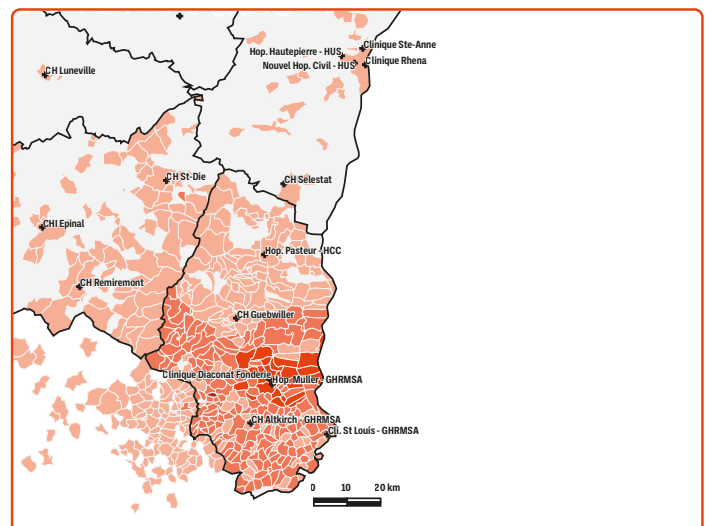 Clinique Ste-Anne
Hop. Hautepierre - HUS
Clinique Rhena
Nouvel Hop. Civil - HUS
CH Luneville
CH St-Die
CH Selestat
CHI Epinal
Hop. Pasteur - HCC
CH Remiremont
CH Guebwiller
Clinique Diaconat Fonderie
Hop. Muller - GHRMSA
CH Altkirch - GHRMSA
Cli. St Louis - GHRMSA
0 10 20 km